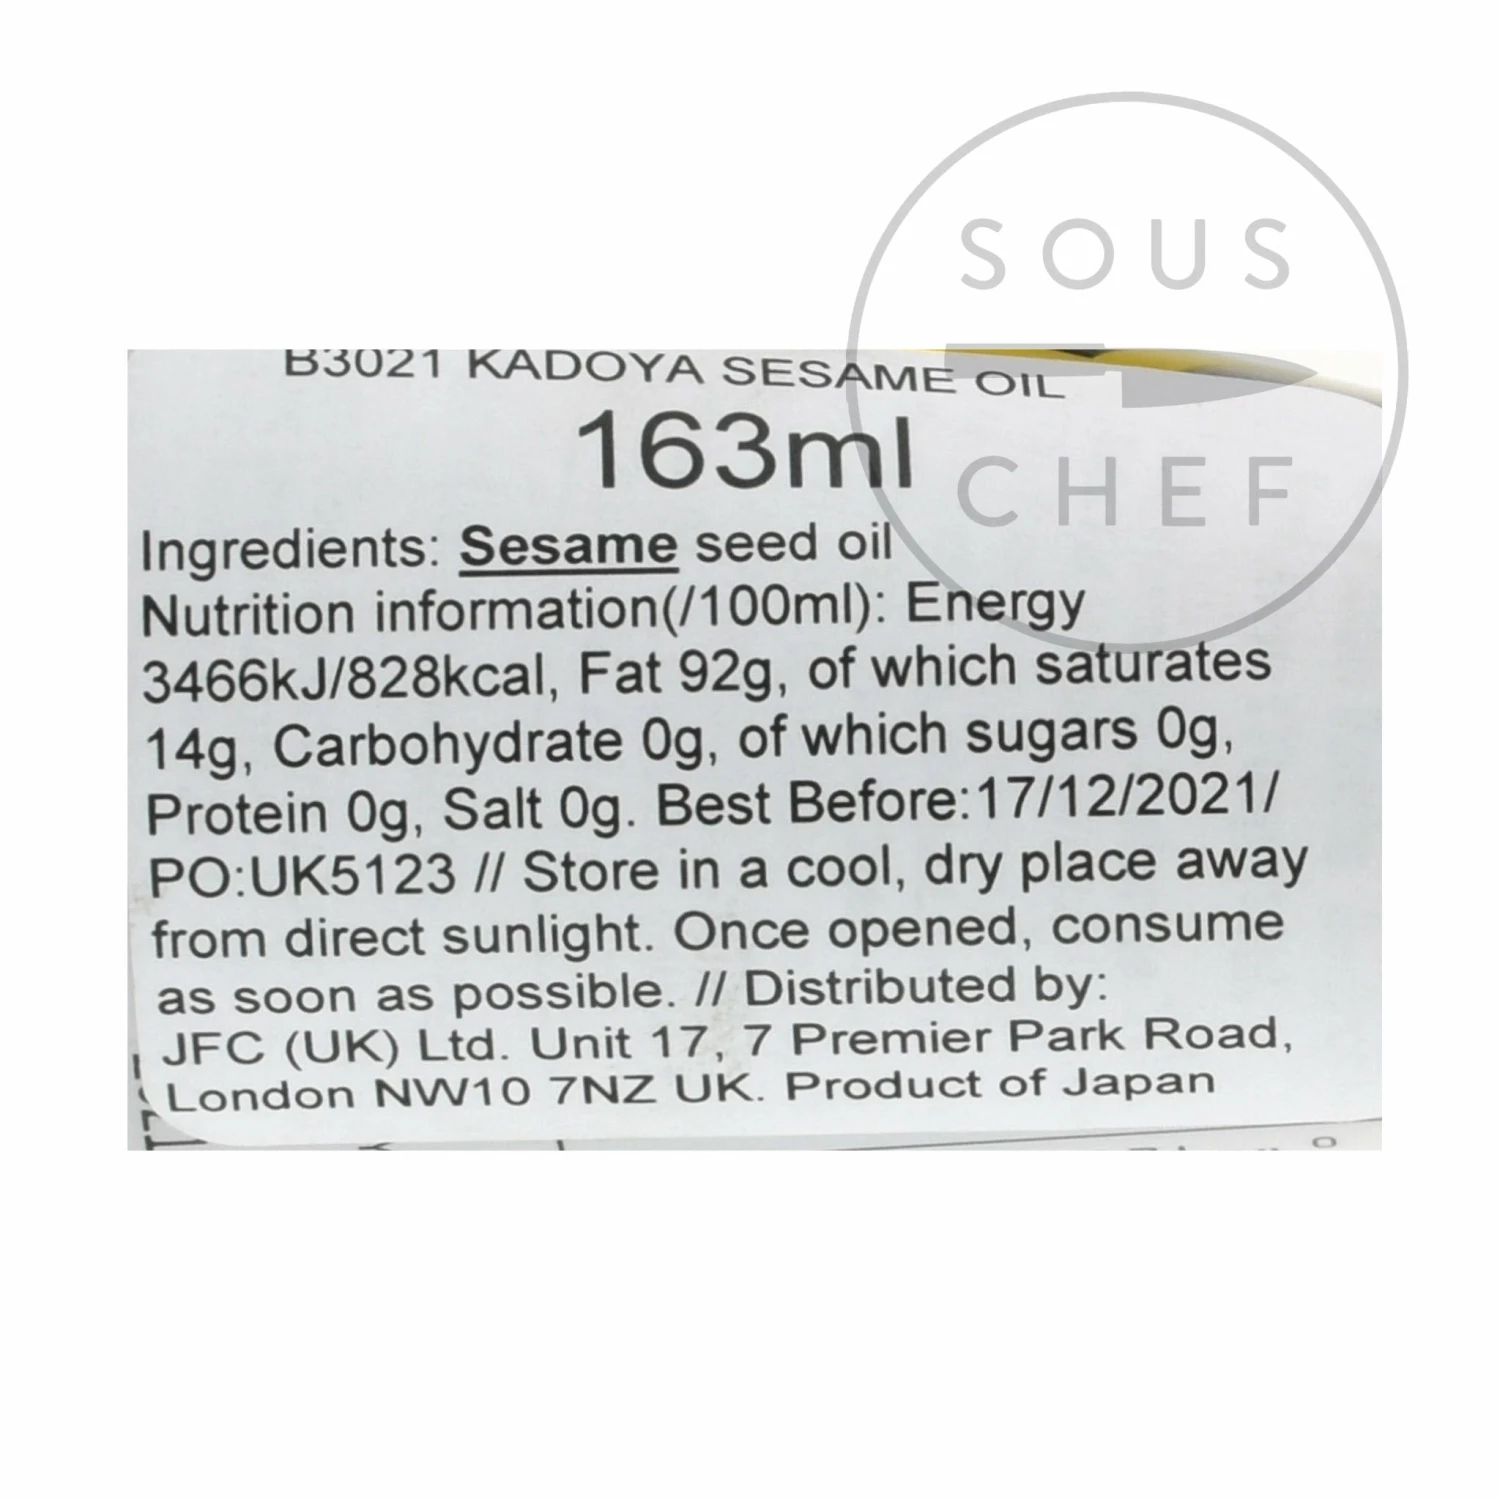 SOUS
CHEF
B3021 KADOYA SESAME OIL
163ml
Ingredients: Sesame seed oil
Nutrition information(/100ml): Energy
3466kJ/828kcal, Fat 92g, of which saturates
14g, Carbohydrate 0g, of which sugars 0g,
Protein 0g, Salt 0g. Best Before:17/12/2021/
PO:UK5123 // Store in a cool, dry place away
from direct sunlight. Once opened, consume
as soon as possible. // Distributed by:
JFC (UK) Ltd. Unit 17, 7 Premier Park Road,
London NW10 7NZ UK. Product of Japan